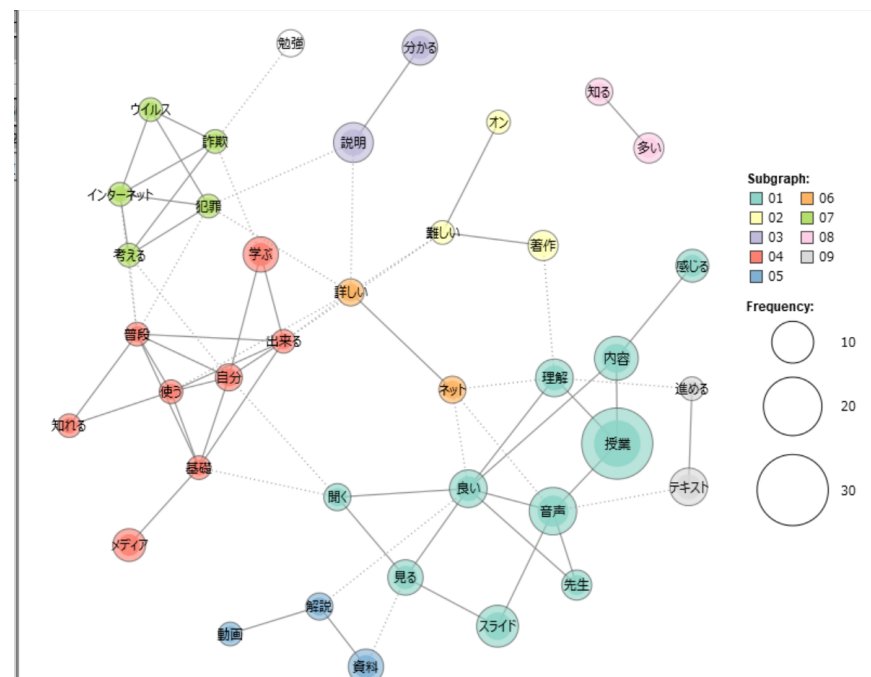 勉強
分かる
ウイルス
知る
オン
詐欺
説明
多い
インターネット
犯罪
難しい
著作
考える
学ぶ
感じる
詳しい
普段
出来る
内容
自分
理解
使う
ネット
進める
知れる
授業
基礎
良い
テキスト
聞く
音声
メディア
見る
先生
解説
スライド
動画
資料
Subgraph:
01 06
02 07
03 08
04 09
05
Frequency:
10
20
30